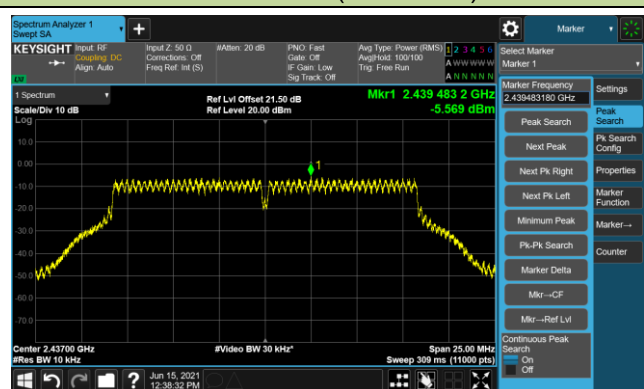 Spectrum Analyzer 1
Swept SA
+
Marker
KEYSIGHT
Input: RF
Coupling: DC
Align: Auto
Input Z: 50 Ω
Corrections: Off
Freq Ref: Int (S)
#Atten: 20 dB
PNO: Fast
Gate: Off
IF Gain: Low
Sig Track: Off
Avg Type: Power (RMS)
Avg|Hold: 100/100
Trig: Free Run
1 2 3 4 5 6
A W W W W W
A N N N N N
Select Marker
Marker 1
1 Spectrum
Scale/Div 10 dB
Log
Ref Lvl Offset 21.50 dB
Ref Level 20.00 dBm
Mkr1 2.439 483 2 GHz
-5.569 dBm
10.0
0.00
-10.0
-20.0
-30.0
-40.0
-50.0
-60.0
-70.0
1
Center 2.43700 GHz
#Res BW 10 kHz
#Video BW 30 kHz*
Span 25.00 MHz
Sweep 309 ms (11000 pts)
Marker Frequency
2.439483180 GHz
Peak Search
Next Peak
Next Pk Right
Next Pk Left
Minimum Peak
Pk-Pk Search
Marker Delta
Mkr→CF
Mkr→Ref Lvl
Continuous Peak
Search
On
Off
Settings
Peak
Search
Pk Search
Config
Properties
Marker
Function
Marker→
Counter
?
Jun 15, 2021
12:38:32 PM